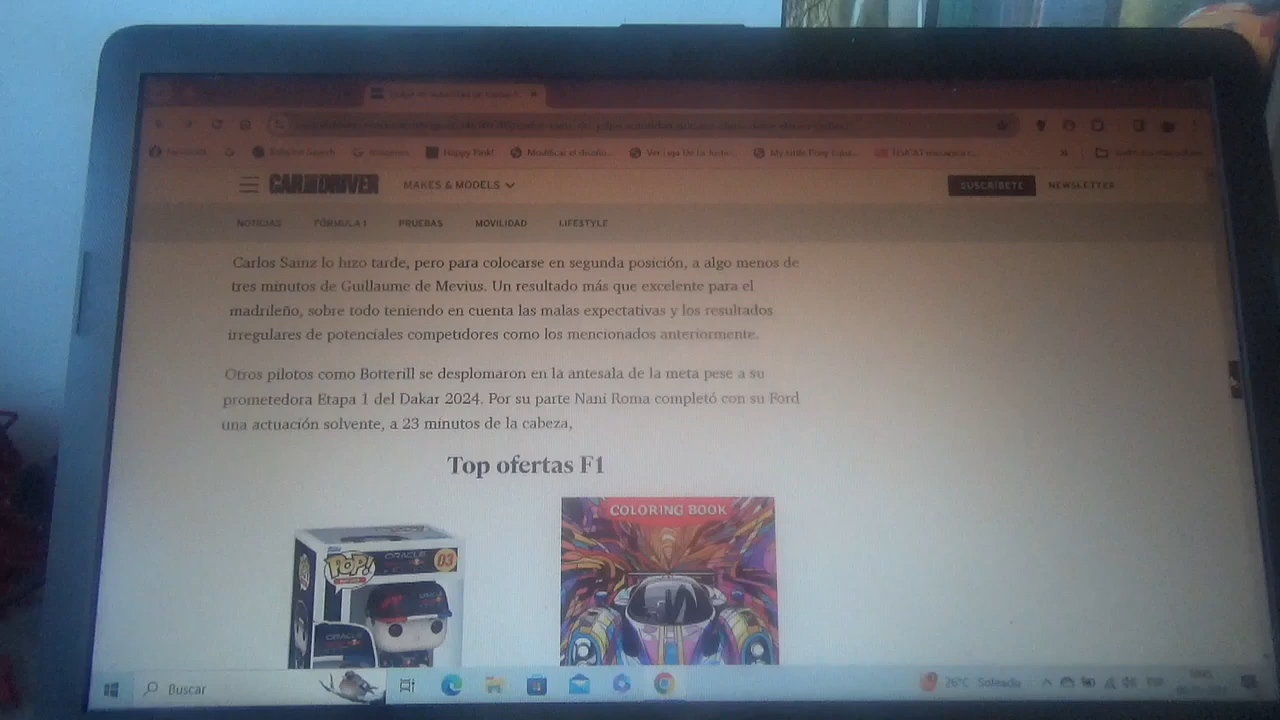 Happy Pink!
CAR AND DRIVER
MAKES & MODELS
SUSCRÍBETE
NEWSLETTER
NOTICIAS
FÓRMULA 1
PRUEBAS
MOVILIDAD
LIFESTYLE
Carlos Sainz lo hizo tarde, pero para colocarse en segunda posición, a algo menos de
tres minutos de Guillaume de Mevius. Un resultado más que excelente para el
madrileño, sobre todo teniendo en cuenta las malas expectativas y los resultados
irregulares de potenciales competidores como los mencionados anteriormente.
Otros pilotos como Botterill se desplomaron en la antesala de la meta pese a su
prometedora Etapa 1 del Dakar 2024. Por su parte Nani Roma completó con su Ford
una actuación solvente, a 23 minutos de la cabeza,
Top ofertas F1
POP!
ORACLE
03
ORACLE
COLORING BOOK
Buscar
26°C Soleado